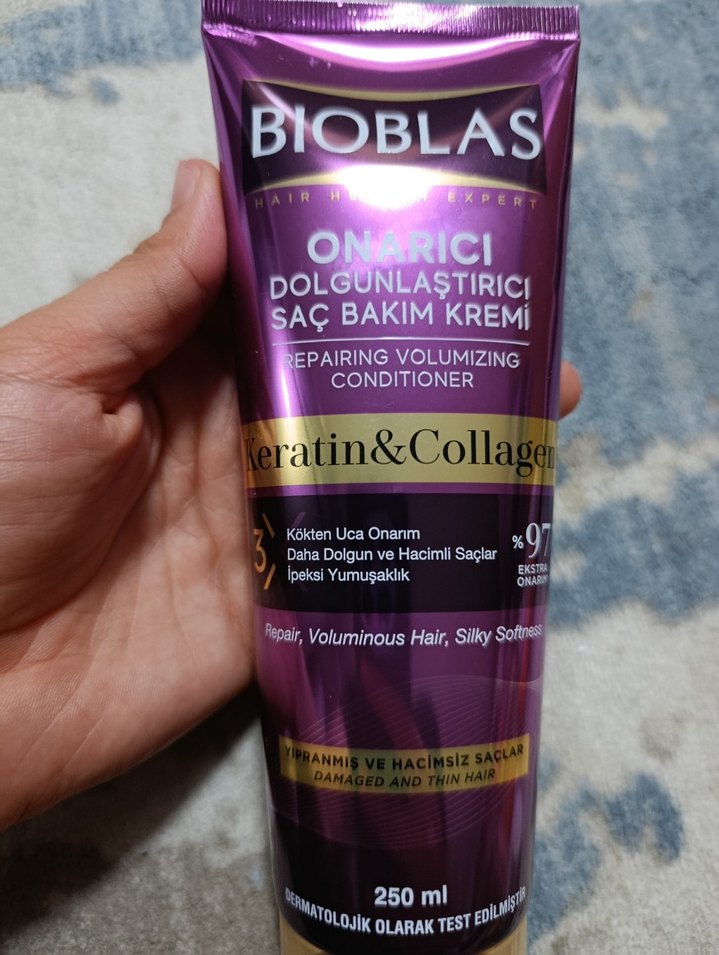 BIOBLAS
HAIR EXPERT
ONARICI
DOLGUNLAŞTIRICI
SAÇ BAKIM KREMİ
REPAIRING VOLUMIZING
CONDITIONER
Keratin&Collagen
3
Kökten Uca Onarım
Daha Dolgun ve Hacimli Saçlar
İpeksi Yumuşaklık
%97
EKSTRA
ONARIM
Repair, Voluminous Hair, Silky Softness
YIPRANMIŞ VE HACİMSİZ SAÇLAR
DAMAGED AND THIN HAIR
250 ml
DERMATOLOJİK OLARAK TEST EDİLMİŞTİR